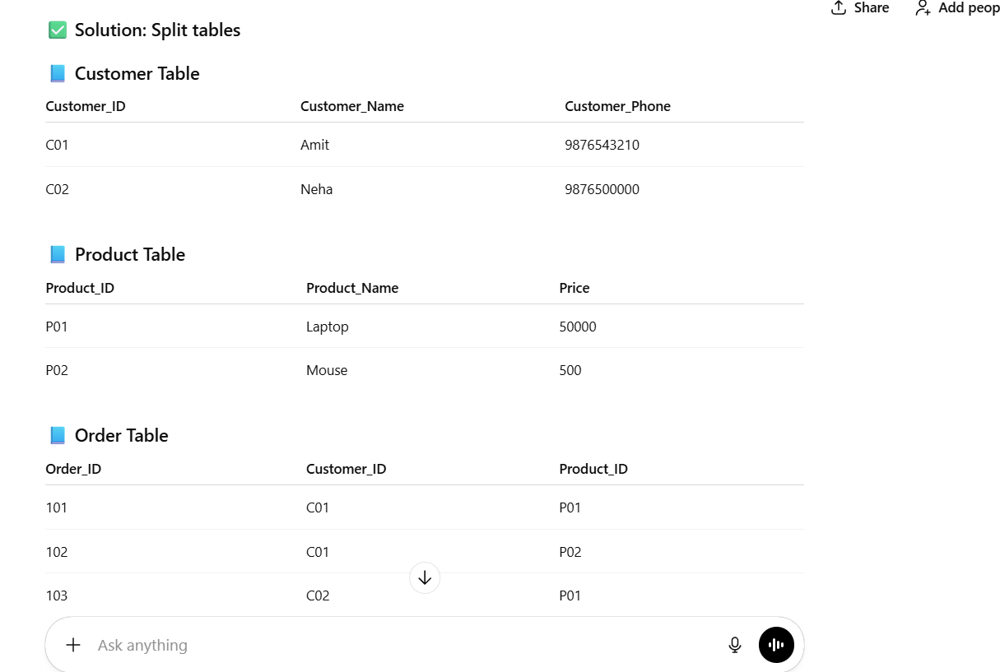 Share Add peop
Solution: Split tables
Customer Table
Customer_ID Customer_Name Customer_Phone
C01 Amit 9876543210
C02 Neha 9876500000
Product Table
Product_ID Product_Name Price
P01 Laptop 50000
P02 Mouse 500
Order Table
Order_ID Customer_ID Product_ID
101 C01 P01
102 C01 P02
103 C02 P01
Ask anything